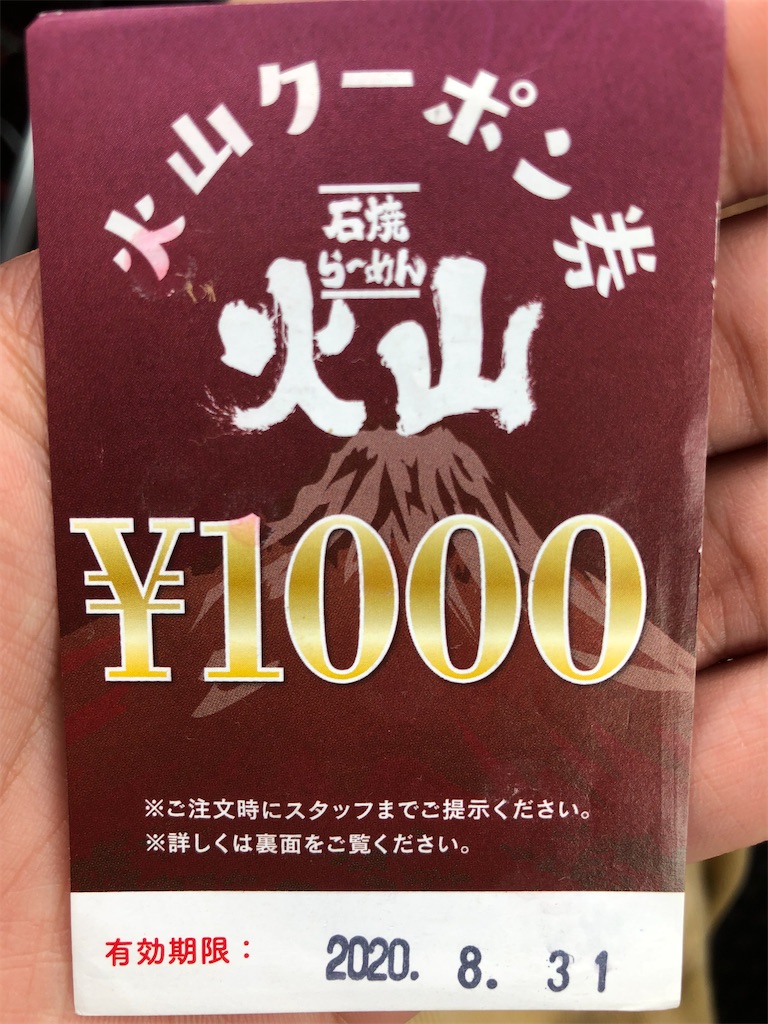 火山クーポン券
石焼
ら〜めん
火山
¥1000
※ご注文時にスタッフまでご提示ください。
※詳しくは裏面をご覧ください。
有効期限： 2020. 8. 31